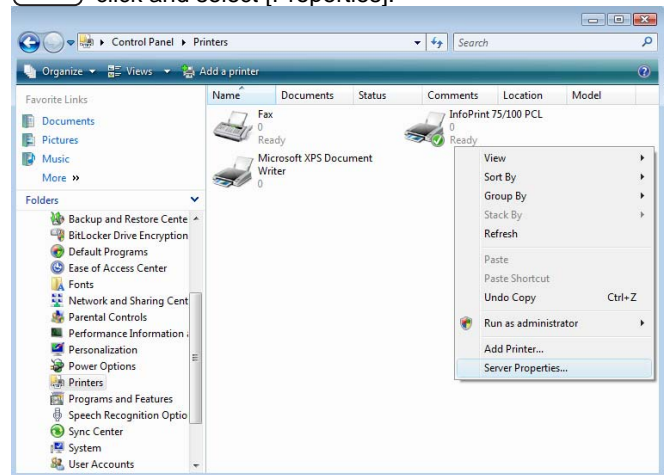 click and select [Properties].
Control Panel ▸ Printers
Search
Organize
Views
Add a printer
Favorite Links
Documents
Pictures
Music
More »
Folders
Backup and Restore Cente
BitLocker Drive Encryption
Default Programs
Ease of Access Center
Fonts
Network and Sharing Cent
Parental Controls
Performance Information
Personalization
Power Options
Printers
Programs and Features
Speech Recognition Optio
Sync Center
System
User Accounts
Name Documents Status Comments Location Model
Fax
0
Ready
InfoPrint 75/100 PCL
0
Ready
Microsoft XPS Document
Writer
0
View
Sort By
Group By
Stack By
Refresh
Paste
Paste Shortcut
Undo Copy Ctrl+Z
Run as administrator
Add Printer...
Server Properties...